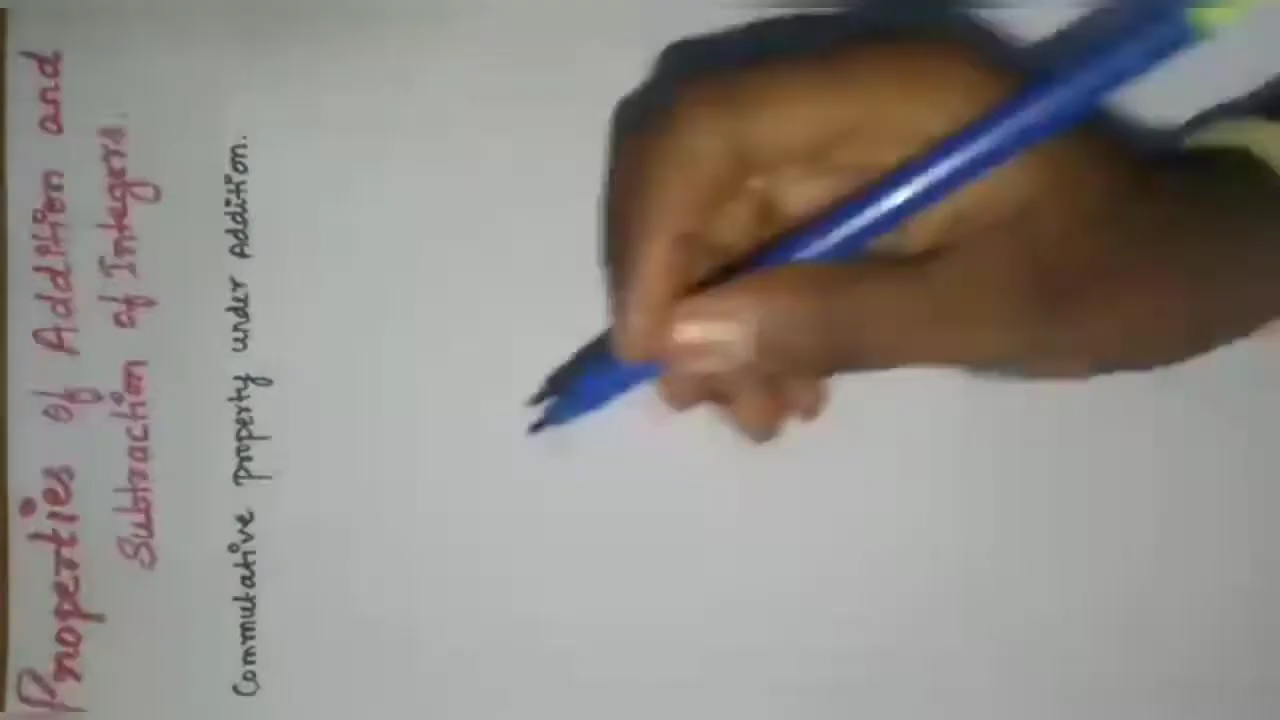 Properties of Addition and
Subtraction of Integers.
Commutative property under Addition.